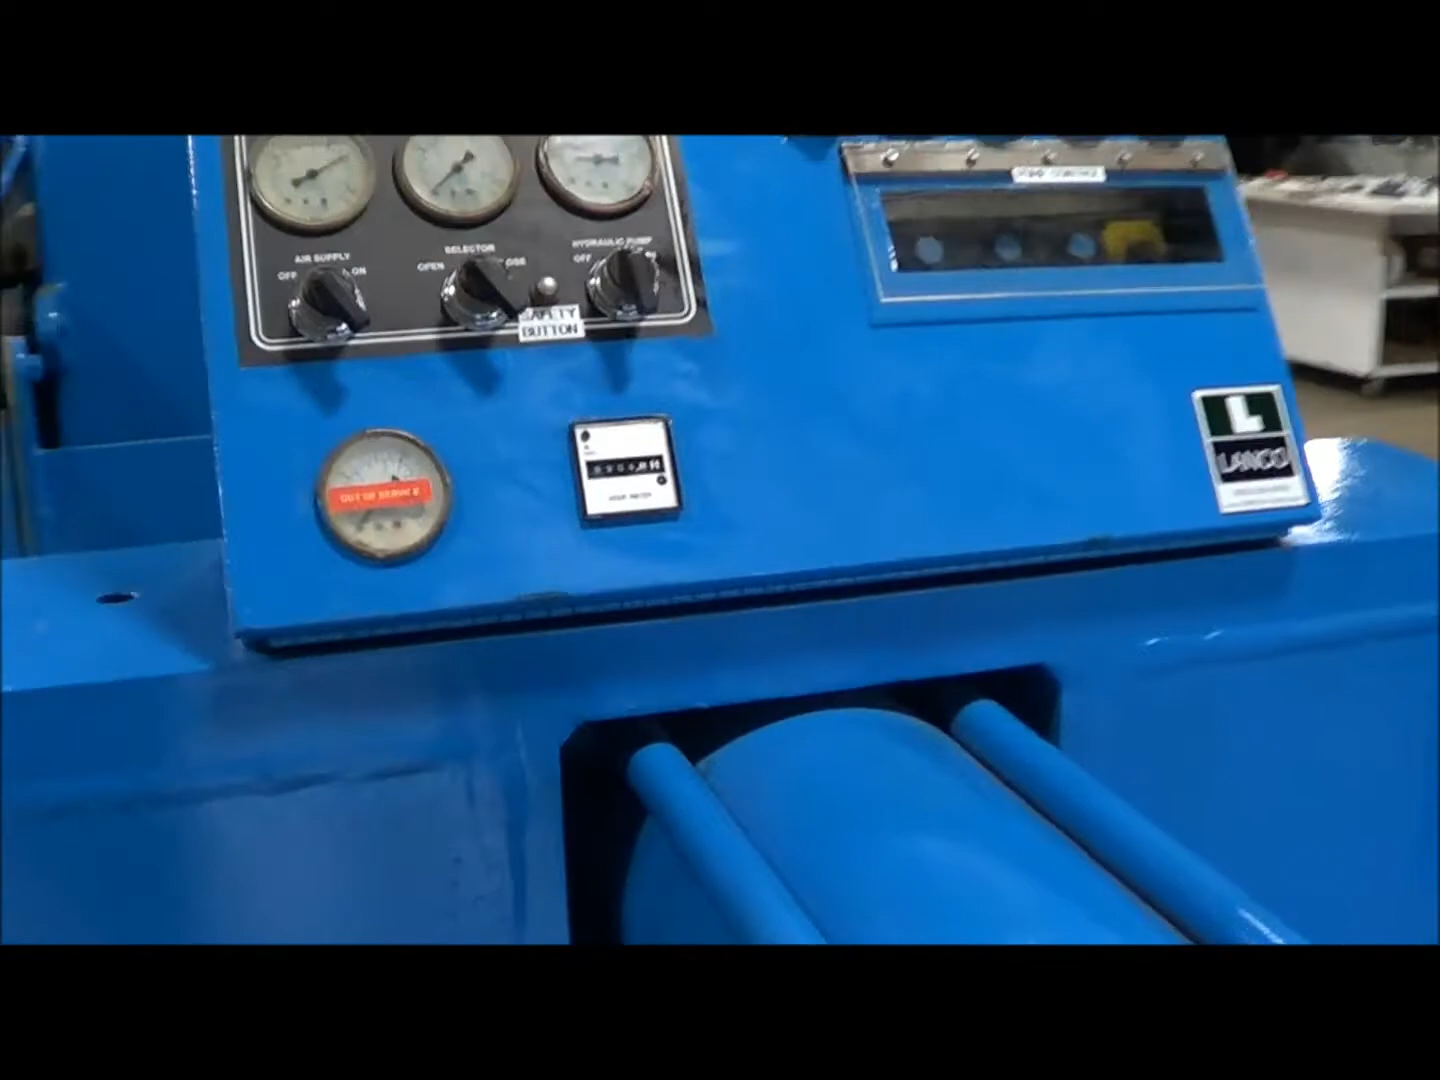 AIR SUPPLY
OFF
ON
SELECTOR
OPEN
HYDRAULIC PUMP
OFF
SAFETY
BUTTON
OUT OF SERVICE
HOUR METER
L
LANCO